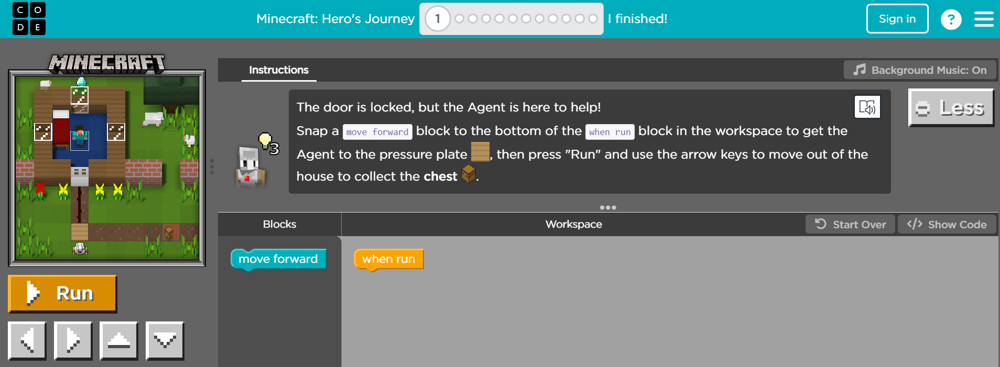 CO
DE
Minecraft: Hero's Journey
1
I finished!
Sign in
?
MINECRAFT
Instructions
Background Music: On
The door is locked, but the Agent is here to help!
Snap a move forward block to the bottom of the when run block in the workspace to get the
Agent to the pressure plate , then press "Run" and use the arrow keys to move out of the
house to collect the chest .
3
Less
Blocks
Workspace
Start Over
</> Show Code
move forward
when run
Run